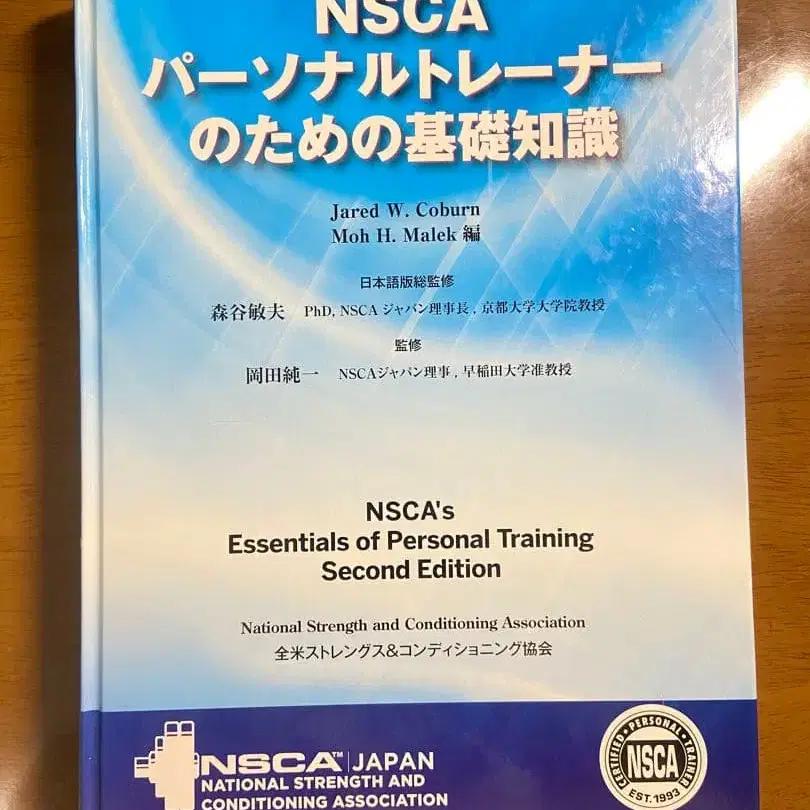 NSCA
パーソナルトレーナー
のための基礎知識
Jared W. Coburn
Moh H. Malek 編
日本語版総監修
森谷敏夫 PhD, NSCA ジャパン理事長, 京都大学大学院教授
監修
岡田純一 NSCAジャパン理事, 早稲田大学准教授
NSCA's
Essentials of Personal Training
Second Edition
National Strength and Conditioning Association
全米ストレングス&コンディショニング協会
NSCA™ JAPAN
NATIONAL STRENGTH AND
CONDITIONING ASSOCIATION
CERTIFIED • PERSONAL • TRAINER
NSCA
EST. 1993